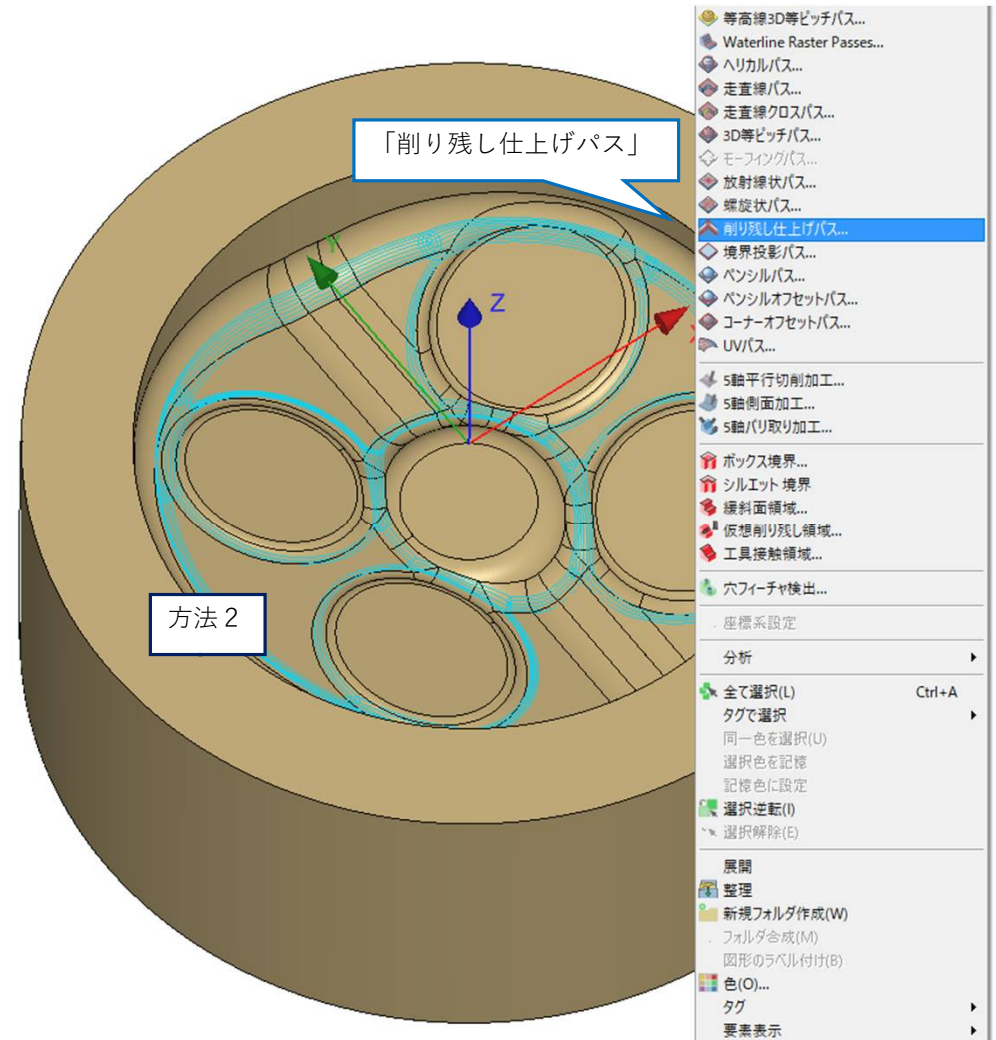 等高線3D等ピッチパス...
Waterline Raster Passes...
ヘリカルパス...
走査線パス...
走査線クロスパス...
3D等ピッチパス...
モーフィングパス...
放射線状パス...
螺旋状パス...
削り残し仕上げパス...
境界投影パス...
ペンシルパス...
ペンシルオフセットパス...
コーナーオフセットパス...
UVパス...
5軸平行切削加工...
5軸側面加工...
5軸バリ取り加工...
ボックス境界...
シルエット 境界
緩斜面領域...
仮想削り残し領域...
工具接触領域...
穴フィーチャ検出...
座標系設定
分析
全て選択(L) Ctrl+A
タグで選択
同一色を選択(U)
選択色を記憶
記憶色に設定
選択逆転(I)
選択解除(E)
展開
整理
新規フォルダ作成(W)
フォルダ合成(M)
図形のラベル付け(B)
色(O)...
タグ
要素表示
「削り残し仕上げパス」
Y
Z
X
方法２